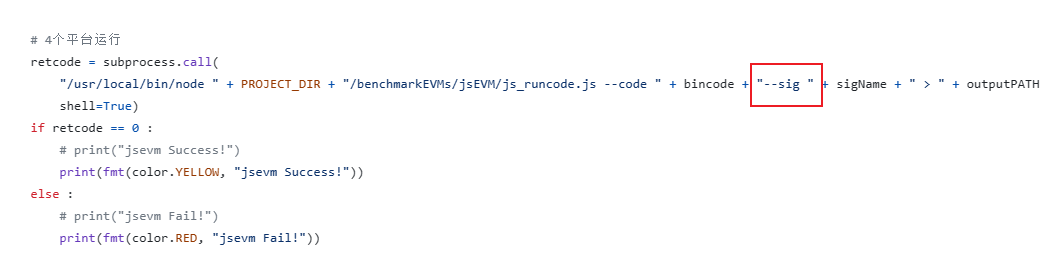 # 4个平台运行
retcode = subprocess.call(
    "/usr/local/bin/node " + PROJECT_DIR + "/benchmarkEVMs/jsEVM/js_runcode.js --code " + bincode + "--sig " + sigName + " > " + outputPATH
    shell=True)
if retcode == 0 :
    # print("jsevm Success!")
    print(fmt(color.YELLOW, "jsevm Success!"))
else :
    # print("jsevm Fail!")
    print(fmt(color.RED, "jsevm Fail!"))